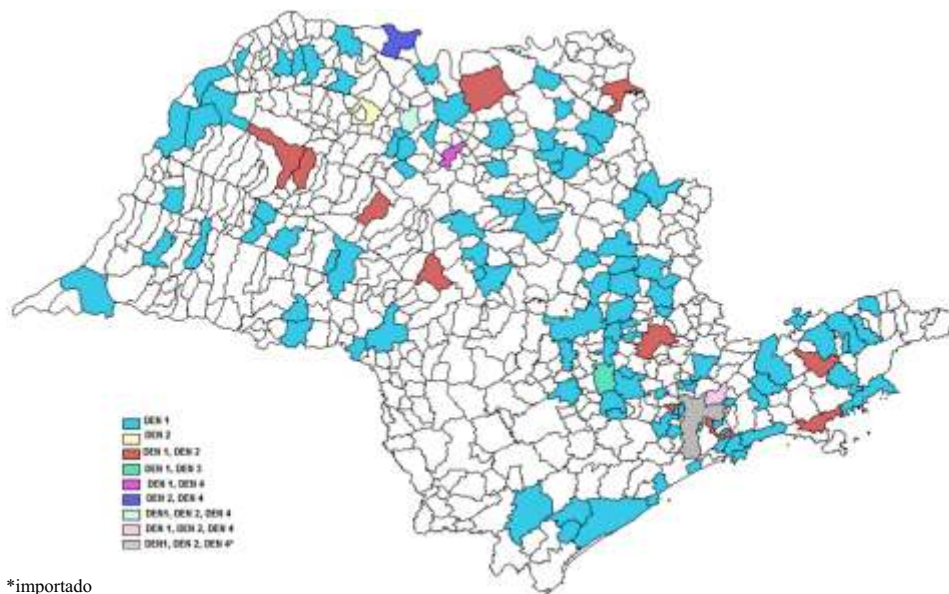 DEN 1
DEN 2
DEN 1, DEN 2
DEN 1, DEN 3
DEN 1, DEN 4
DEN 2, DEN 4
DEN1, DEN 2, DEN 4
DEN 1, DEN 2, DEN 4
DEN1, DEN 2, DEN 4*
*importado